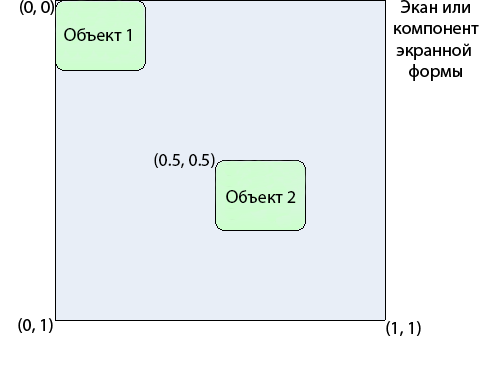 (0, 0)
Объект 1
Экан или
компонент
экранной
формы
(0.5, 0.5)
Объект 2
(0, 1)
(1, 1)